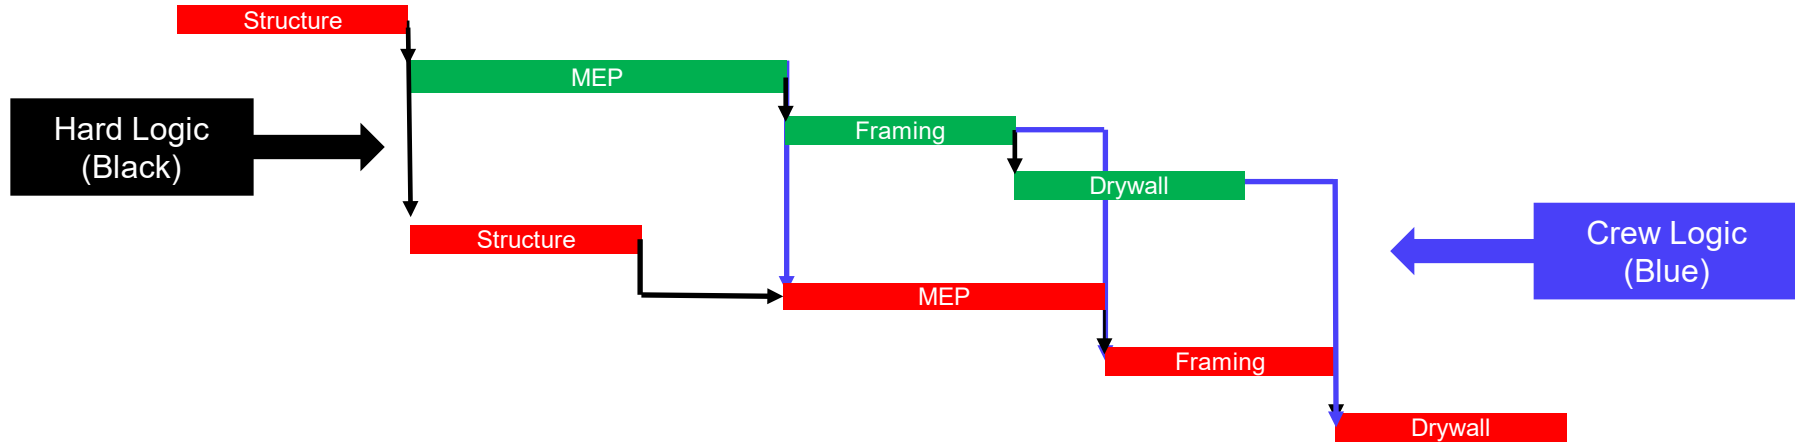 Structure
MEP
Hard Logic
(Black)
Framing
Drywall
Structure
Crew Logic
(Blue)
MEP
Framing
Drywall